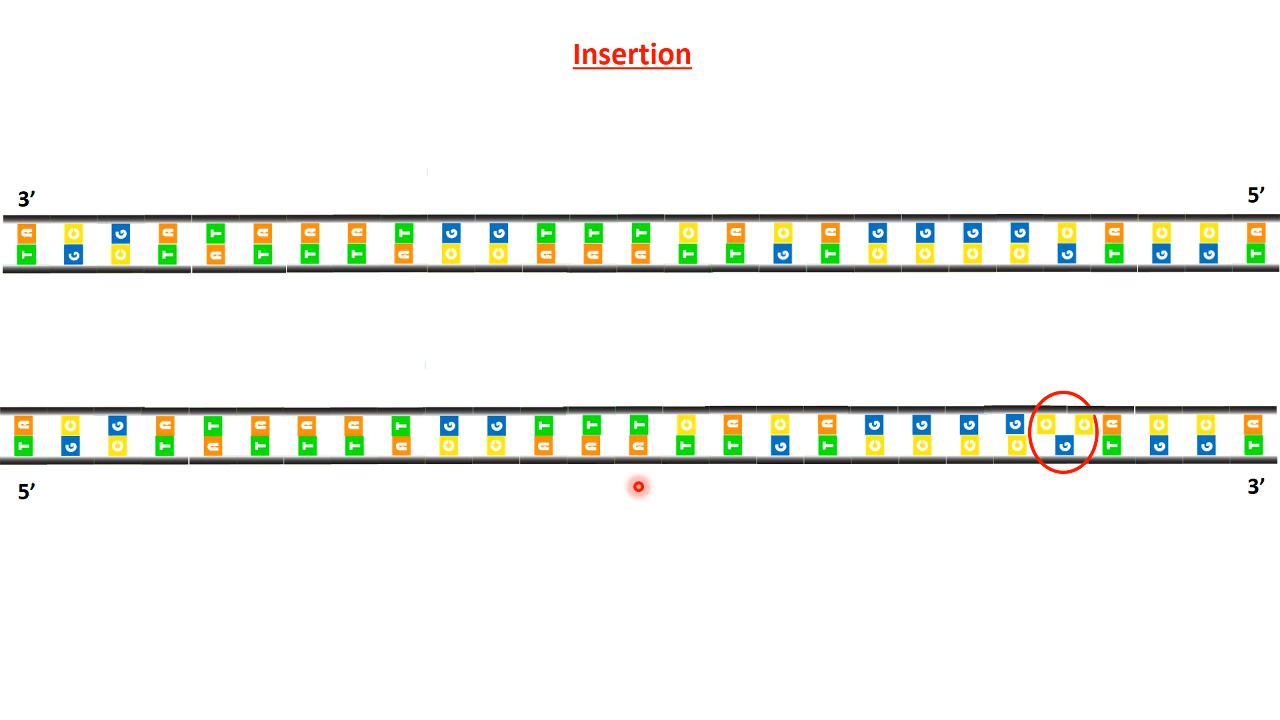 Insertion
3’ 5’
A C G A T A A A T G G T T T C A C A G G G G C A C C A
T G C T A T T T A C C A A A T T G T C C C C G T G G T
A C G A T A A A T G G T T T C A C A G G G G C C A C C A
T G C T A T T T A C C A A A T T G T C C C C G T G G T
5’ 3’